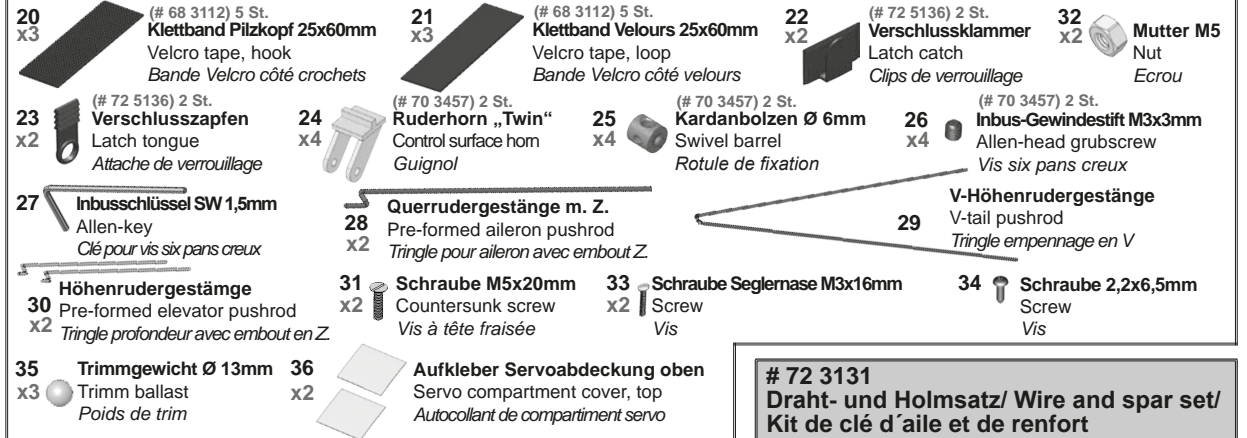 20
x3
(# 68 3112) 5 St.
Klettband Pilzkopf 25x60mm
Velcro tape, hook
Bande Velcro côté crochets
21
x3
(# 68 3112) 5 St.
Klettband Velours 25x60mm
Velcro tape, loop
Bande Velcro côté velours
22
x2
(# 72 5136) 2 St.
Verschlussklammer
Latch catch
Clips de verrouillage
32
x2
Mutter M5
Nut
Ecrou
23
x2
(# 72 5136) 2 St.
Verschlusszapfen
Latch tongue
Attache de verrouillage
24
x4
(# 70 3457) 2 St.
Ruderhorn „Twin“
Control surface horn
Guignol
25
x4
(# 70 3457) 2 St.
Kardanbolzen Ø 6mm
Swivel barrel
Rotule de fixation
26
x4
(# 70 3457) 2 St.
Inbus-Gewindestift M3x3mm
Allen-head grubscrew
Vis six pans creux
27
Inbusschlüssel SW 1,5mm
Allen-key
Clé pour vis six pans creux
28
x2
Querrudergestänge m. Z.
Pre-formed aileron pushrod
Tringle pour aileron avec embout Z.
29
V-Höhenrudergestänge
V-tail pushrod
Tringle empennage en V
30
x2
Höhenrudergestämge
Pre-formed elevator pushrod
Tringle profondeur avec embout en Z.
31
x2
Schraube M5x20mm
Countersunk screw
Vis à tête fraisée
33
x2
Schraube Seglernase M3x16mm
Screw
Vis
34
Schraube 2,2x6,5mm
Screw
Vis
35
x3
Trimmgewicht Ø 13mm
Trimm ballast
Poids de trim
36
x2
Aufkleber Servoabdeckung oben
Servo compartment cover, top
Autocollant de compartiment servo
# 72 3131
Draht- und Holmsatz/ Wire and spar set/
Kit de clé d´aile et de renfort